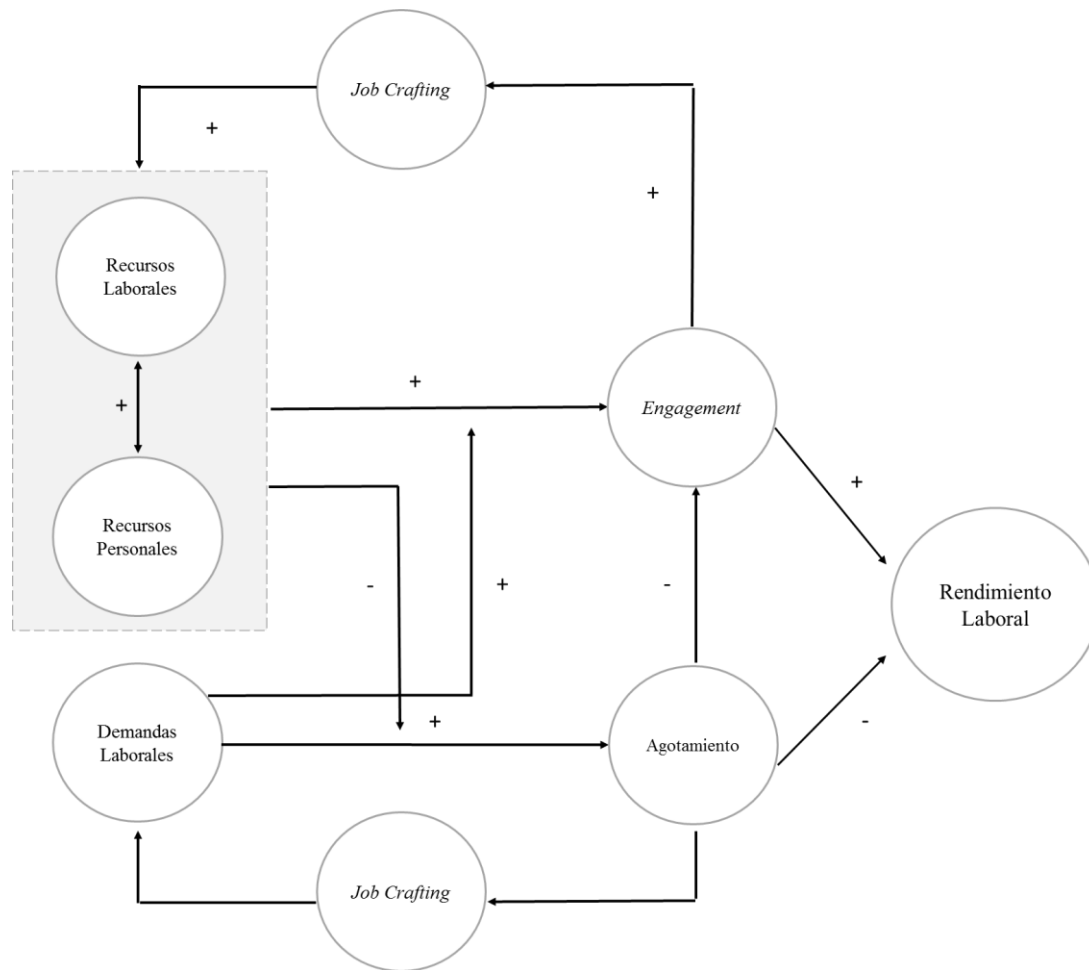 Job Crafting
+
+
Recursos
Laborales
+
+
Engagement
+
Recursos
Personales
-
+
-
Rendimiento
Laboral
Demandas
Laborales
+
Agotamiento
-
Job Crafting